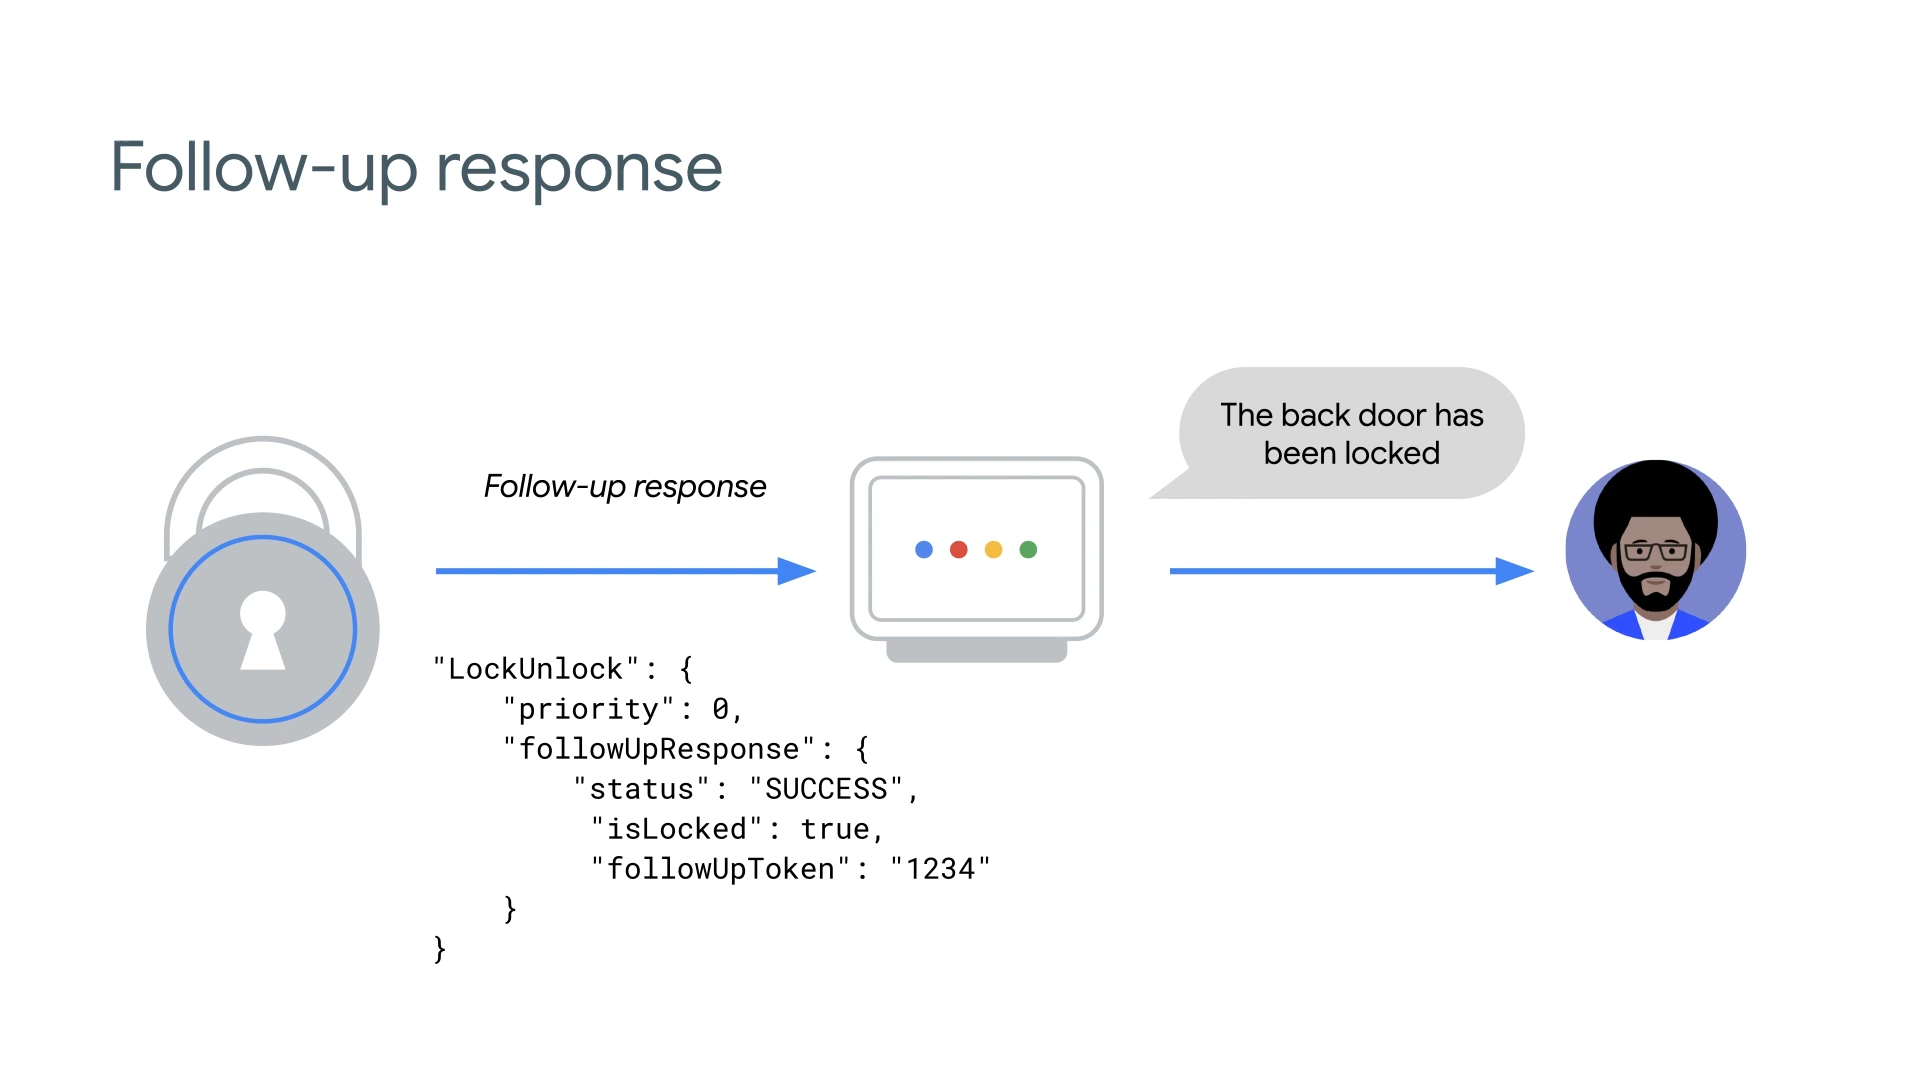 Follow-up response
The back door has
been locked
Follow-up response
"LockUnlock": {
    "priority": 0,
    "followUpResponse": {
        "status": "SUCCESS",
         "isLocked": true,
         "followUpToken": "1234"
    }
}